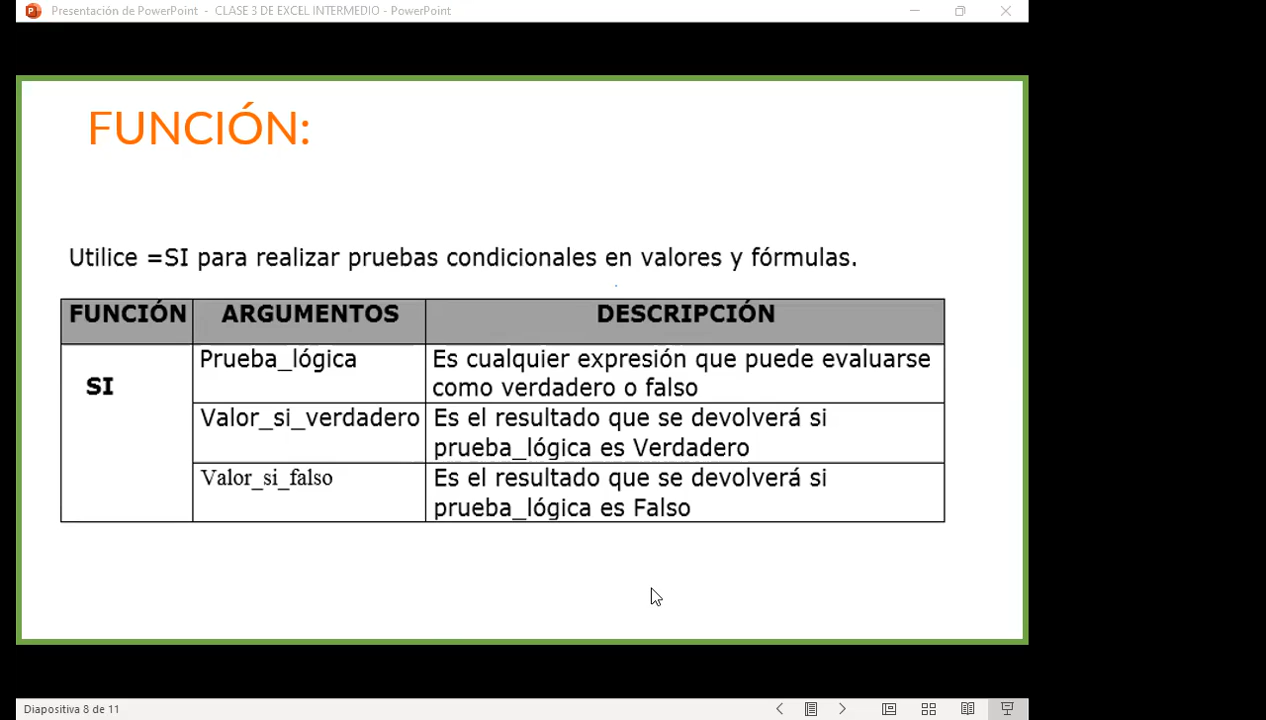 Presentación de PowerPoint - CLASE 3 DE EXCEL INTERMEDIO - PowerPoint
FUNCIÓN:
Utilice =SI para realizar pruebas condicionales en valores y fórmulas.
FUNCIÓN ARGUMENTOS DESCRIPCIÓN
SI
Prueba_lógica
Es cualquier expresión que puede evaluarse
como verdadero o falso
Valor_si_verdadero
Es el resultado que se devolverá si
prueba_lógica es Verdadero
Valor_si_falso
Es el resultado que se devolverá si
prueba_lógica es Falso
Diapositiva 8 de 11